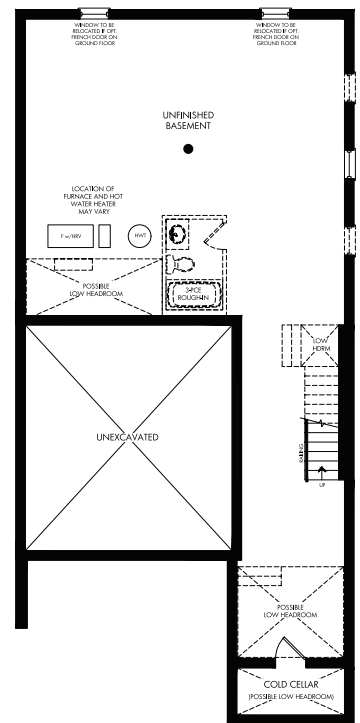 WINDOW TO BE
RELOCATED IF OPT.
FRENCH DOOR ON
GROUND FLOOR
WINDOW TO BE
RELOCATED IF OPT.
FRENCH DOOR ON
GROUND FLOOR
UNFINISHED
BASEMENT
LOCATION OF
FURNACE AND HOT
WATER HEATER
MAY VARY
F w/HRV
HWT
POSSIBLE
LOW HEADROOM
3-PCE
ROUGH-IN
LOW
HDRM
UNEXCAVATED
RAILING
UP
POSSIBLE
LOW HEADROOM
COLD CELLAR
(POSSIBLE LOW HEADROOM)